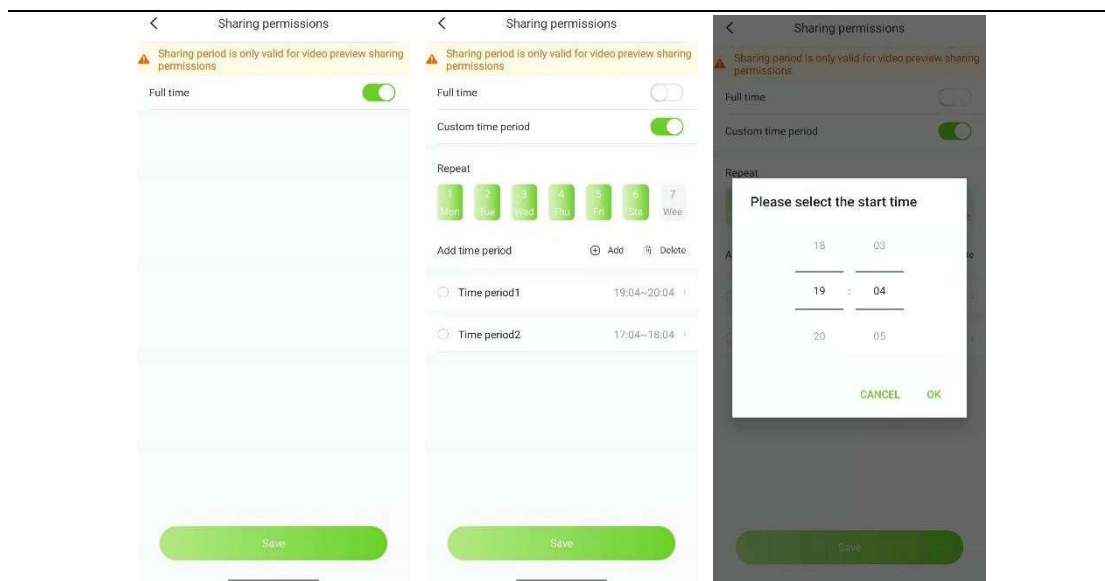 Sharing permissions
Sharing period is only valid for video preview sharing
permissions
Full time
Save
Sharing permissions
Sharing period is only valid for video preview sharing
permissions
Full time
Custom time period
Repeat
1 2 3 4 5 6 7
Mon Tue Wed Thu Fri Sta Wee
Add time period Add Delete
Time period1 19:04~20:04
Time period2 17:04~18:04
Save
Sharing permissions
Sharing period is only valid for video preview sharing
permissions
Full time
Custom time period
Repeat
Please select the start time
18 03
19 : 04
20 05
CANCEL OK
Save